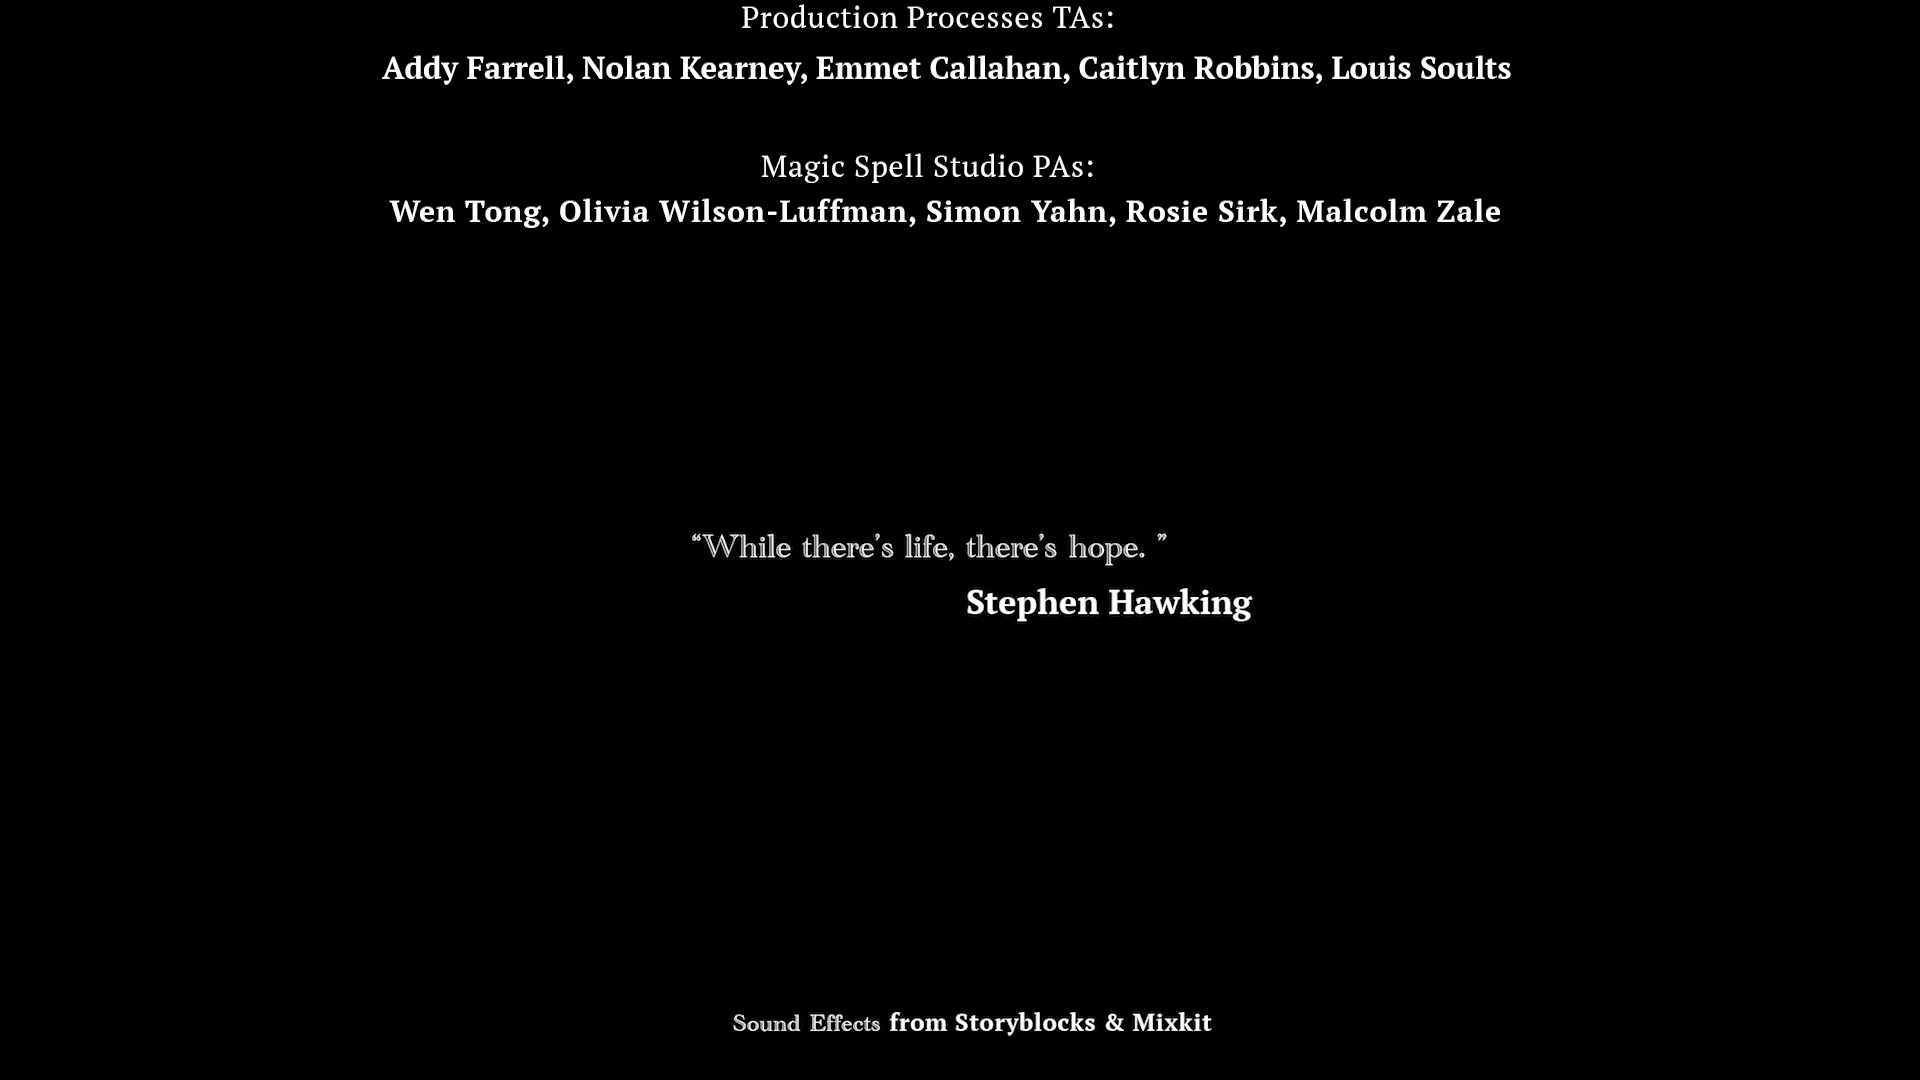 Production Processes TAs:
Addy Farrell, Nolan Kearney, Emmet Callahan, Caitlyn Robbins, Louis Soults
Magic Spell Studio PAs:
Wen Tong, Olivia Wilson-Luffman, Simon Yahn, Rosie Sirk, Malcolm Zale
“While there’s life, there’s hope. ”
Stephen Hawking
Sound Effects from Storyblocks & Mixkit